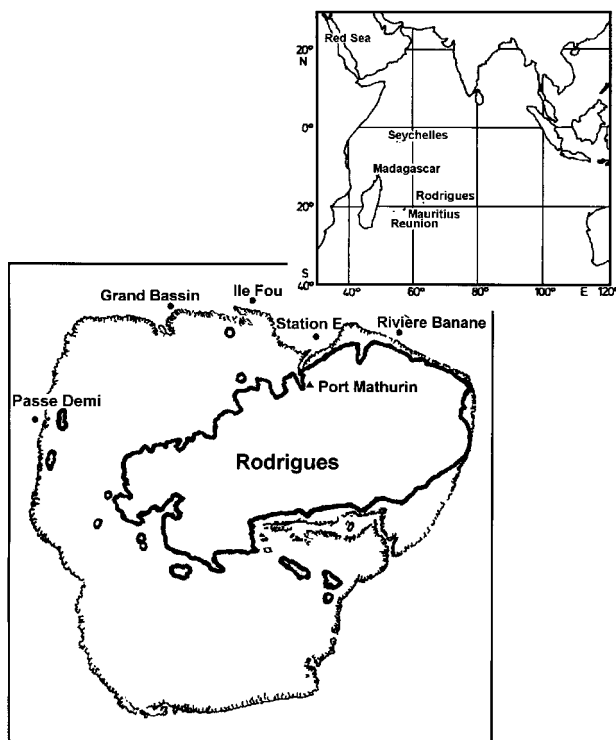 Red Sea
20°
N
0°
Seychelles
Madagascar
Rodrigues
20°
Mauritius
Reunion
S
40°
40° 60° 80° 100° E 120°
Ile Fou
Grand Bassin
Station E
Rivière Banane
Port Mathurin
Passe Demi
Rodrigues